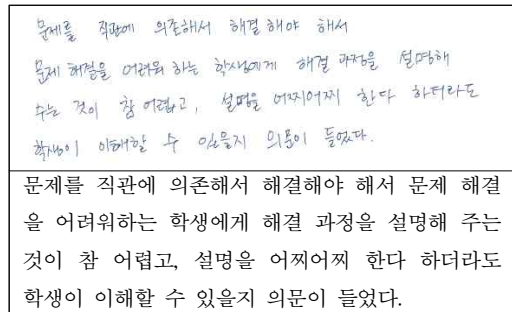 문제를 직관에 의존해서 해결해야 해서
문제 해결을 어려워 하는 학생에게 해결 과정을 설명해
주는 것이 참 어렵고, 설명을 어찌어찌 한다 하더라도
학생이 이해할 수 있을지 의문이 들었다.
문제를 직관에 의존해서 해결해야 해서 문제 해결
을 어려워하는 학생에게 해결 과정을 설명해 주는
것이 참 어렵고, 설명을 어찌어찌 한다 하더라도
학생이 이해할 수 있을지 의문이 들었다.